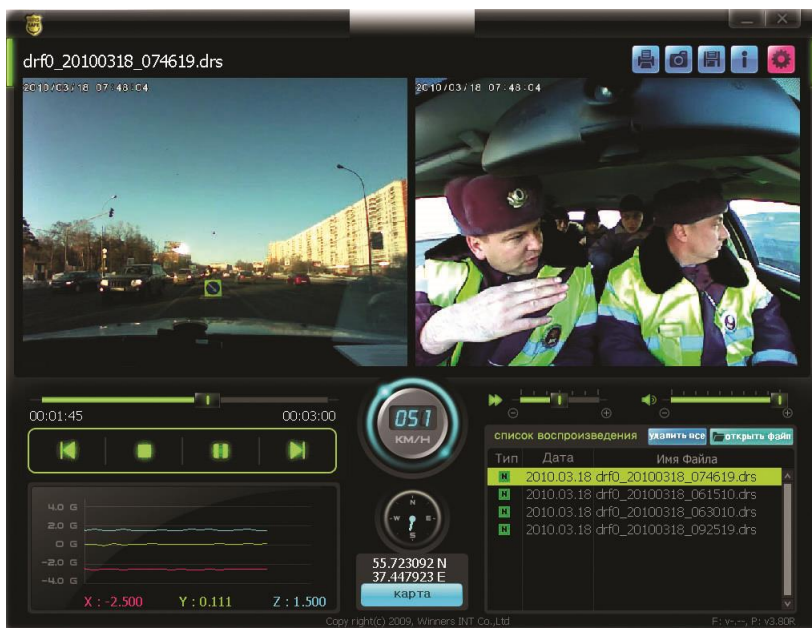 drf0_20100318_074619.drs
2010/03/18 07:48:04
2010/03/18 07:48:04
00:01:45
00:03:00
051
KM/H
список воспроизведения
удалить все
открыть файл
Тип Дата Имя Файла
N 2010.03.18 drf0_20100318_074619.drs
N 2010.03.18 drf0_20100318_061510.drs
N 2010.03.18 drf0_20100318_063010.drs
N 2010.03.18 drf0_20100318_092519.drs
4.0 G
2.0 G
0 G
-2.0 G
-4.0 G
X : -2.500 Y : 0.111 Z : 1.500
N
W E
S
55.723092 N
37.447923 E
карта
Copy right(c) 2009, Winners INT Co.,Ltd
F: v-.--, P: v3.80R